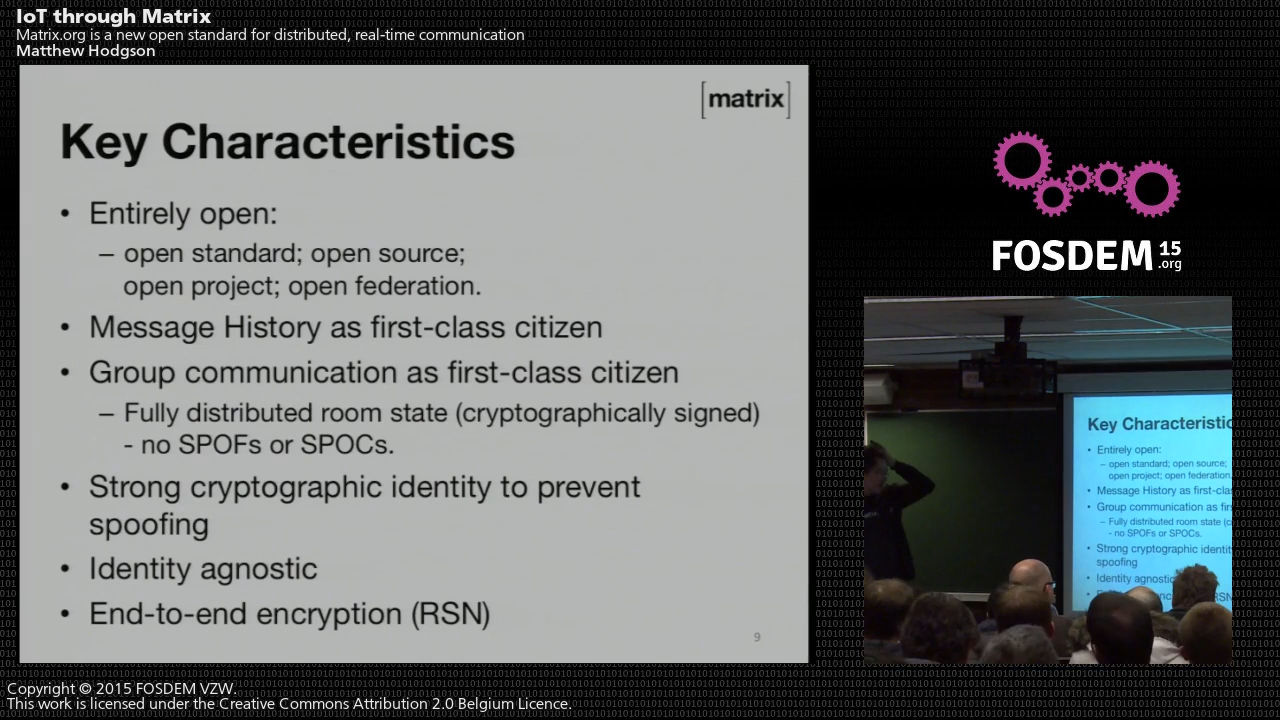 IoT through Matrix
Matrix.org is a new open standard for distributed, real-time communication
Matthew Hodgson
[matrix]
Key Characteristics
• Entirely open:
– open standard; open source;
open project; open federation.
• Message History as first-class citizen
• Group communication as first-class citizen
– Fully distributed room state (cryptographically signed)
- no SPOFs or SPOCs.
• Strong cryptographic identity to prevent
spoofing
• Identity agnostic
• End-to-end encryption (RSN)
9
FOSDEM 15
.org
Key Characteristic
• Entirely open:
– open standard; open source;
open project; open federation.
• Message History as first-cla
• Group communication as fir
– Fully distributed room state (c
- no SPOFs or SPOCs.
• Strong cryptographic identit
spoofing
• Identity agnostic
RSN
Copyright © 2015 FOSDEM VZW.
This work is licensed under the Creative Commons Attribution 2.0 Belgium Licence.